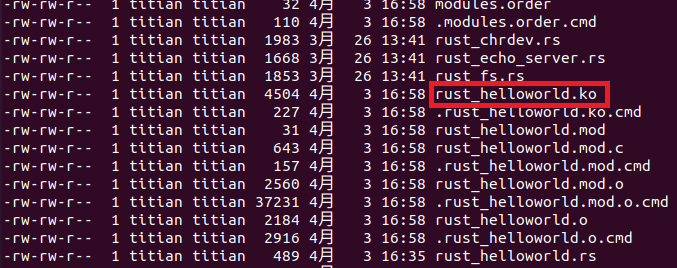 -rw-rw-r-- 1 titian titian 32 4月 3 16:58 modules.order
-rw-rw-r-- 1 titian titian 110 4月 3 16:58 .modules.order.cmd
-rw-rw-r-- 1 titian titian 1983 3月 26 13:41 rust_chrdev.rs
-rw-rw-r-- 1 titian titian 1668 3月 26 13:41 rust_echo_server.rs
-rw-rw-r-- 1 titian titian 1853 3月 26 13:41 rust_fs.rs
-rw-rw-r-- 1 titian titian 4504 4月 3 16:58 rust_helloworld.ko
-rw-rw-r-- 1 titian titian 227 4月 3 16:58 .rust_helloworld.ko.cmd
-rw-rw-r-- 1 titian titian 31 4月 3 16:58 rust_helloworld.mod
-rw-rw-r-- 1 titian titian 643 4月 3 16:58 rust_helloworld.mod.c
-rw-rw-r-- 1 titian titian 157 4月 3 16:58 .rust_helloworld.mod.cmd
-rw-rw-r-- 1 titian titian 2560 4月 3 16:58 rust_helloworld.mod.o
-rw-rw-r-- 1 titian titian 37231 4月 3 16:58 .rust_helloworld.mod.o.cmd
-rw-rw-r-- 1 titian titian 2184 4月 3 16:58 rust_helloworld.o
-rw-rw-r-- 1 titian titian 2916 4月 3 16:58 .rust_helloworld.o.cmd
-rw-rw-r-- 1 titian titian 489 4月 3 16:35 rust_helloworld.rs